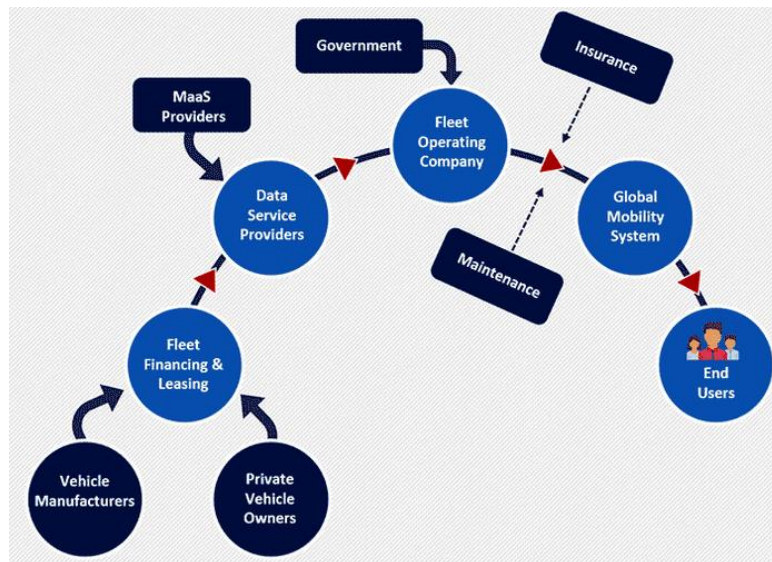 Government
Insurance
MaaS
Providers
Fleet
Operating
Company
Data
Service
Providers
Global
Mobility
System
Maintenance
Fleet
Financing &
Leasing
End
Users
Vehicle
Manufacturers
Private
Vehicle
Owners